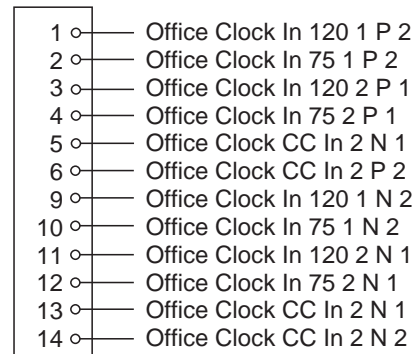 1 Office Clock In 120 1 P 2
2 Office Clock In 75 1 P 2
3 Office Clock In 120 2 P 1
4 Office Clock In 75 2 P 1
5 Office Clock CC In 2 N 1
6 Office Clock CC In 2 P 2
9 Office Clock In 120 1 N 2
10 Office Clock In 75 1 N 2
11 Office Clock In 120 2 N 1
12 Office Clock In 75 2 N 1
13 Office Clock CC In 2 N 1
14 Office Clock CC In 2 N 2